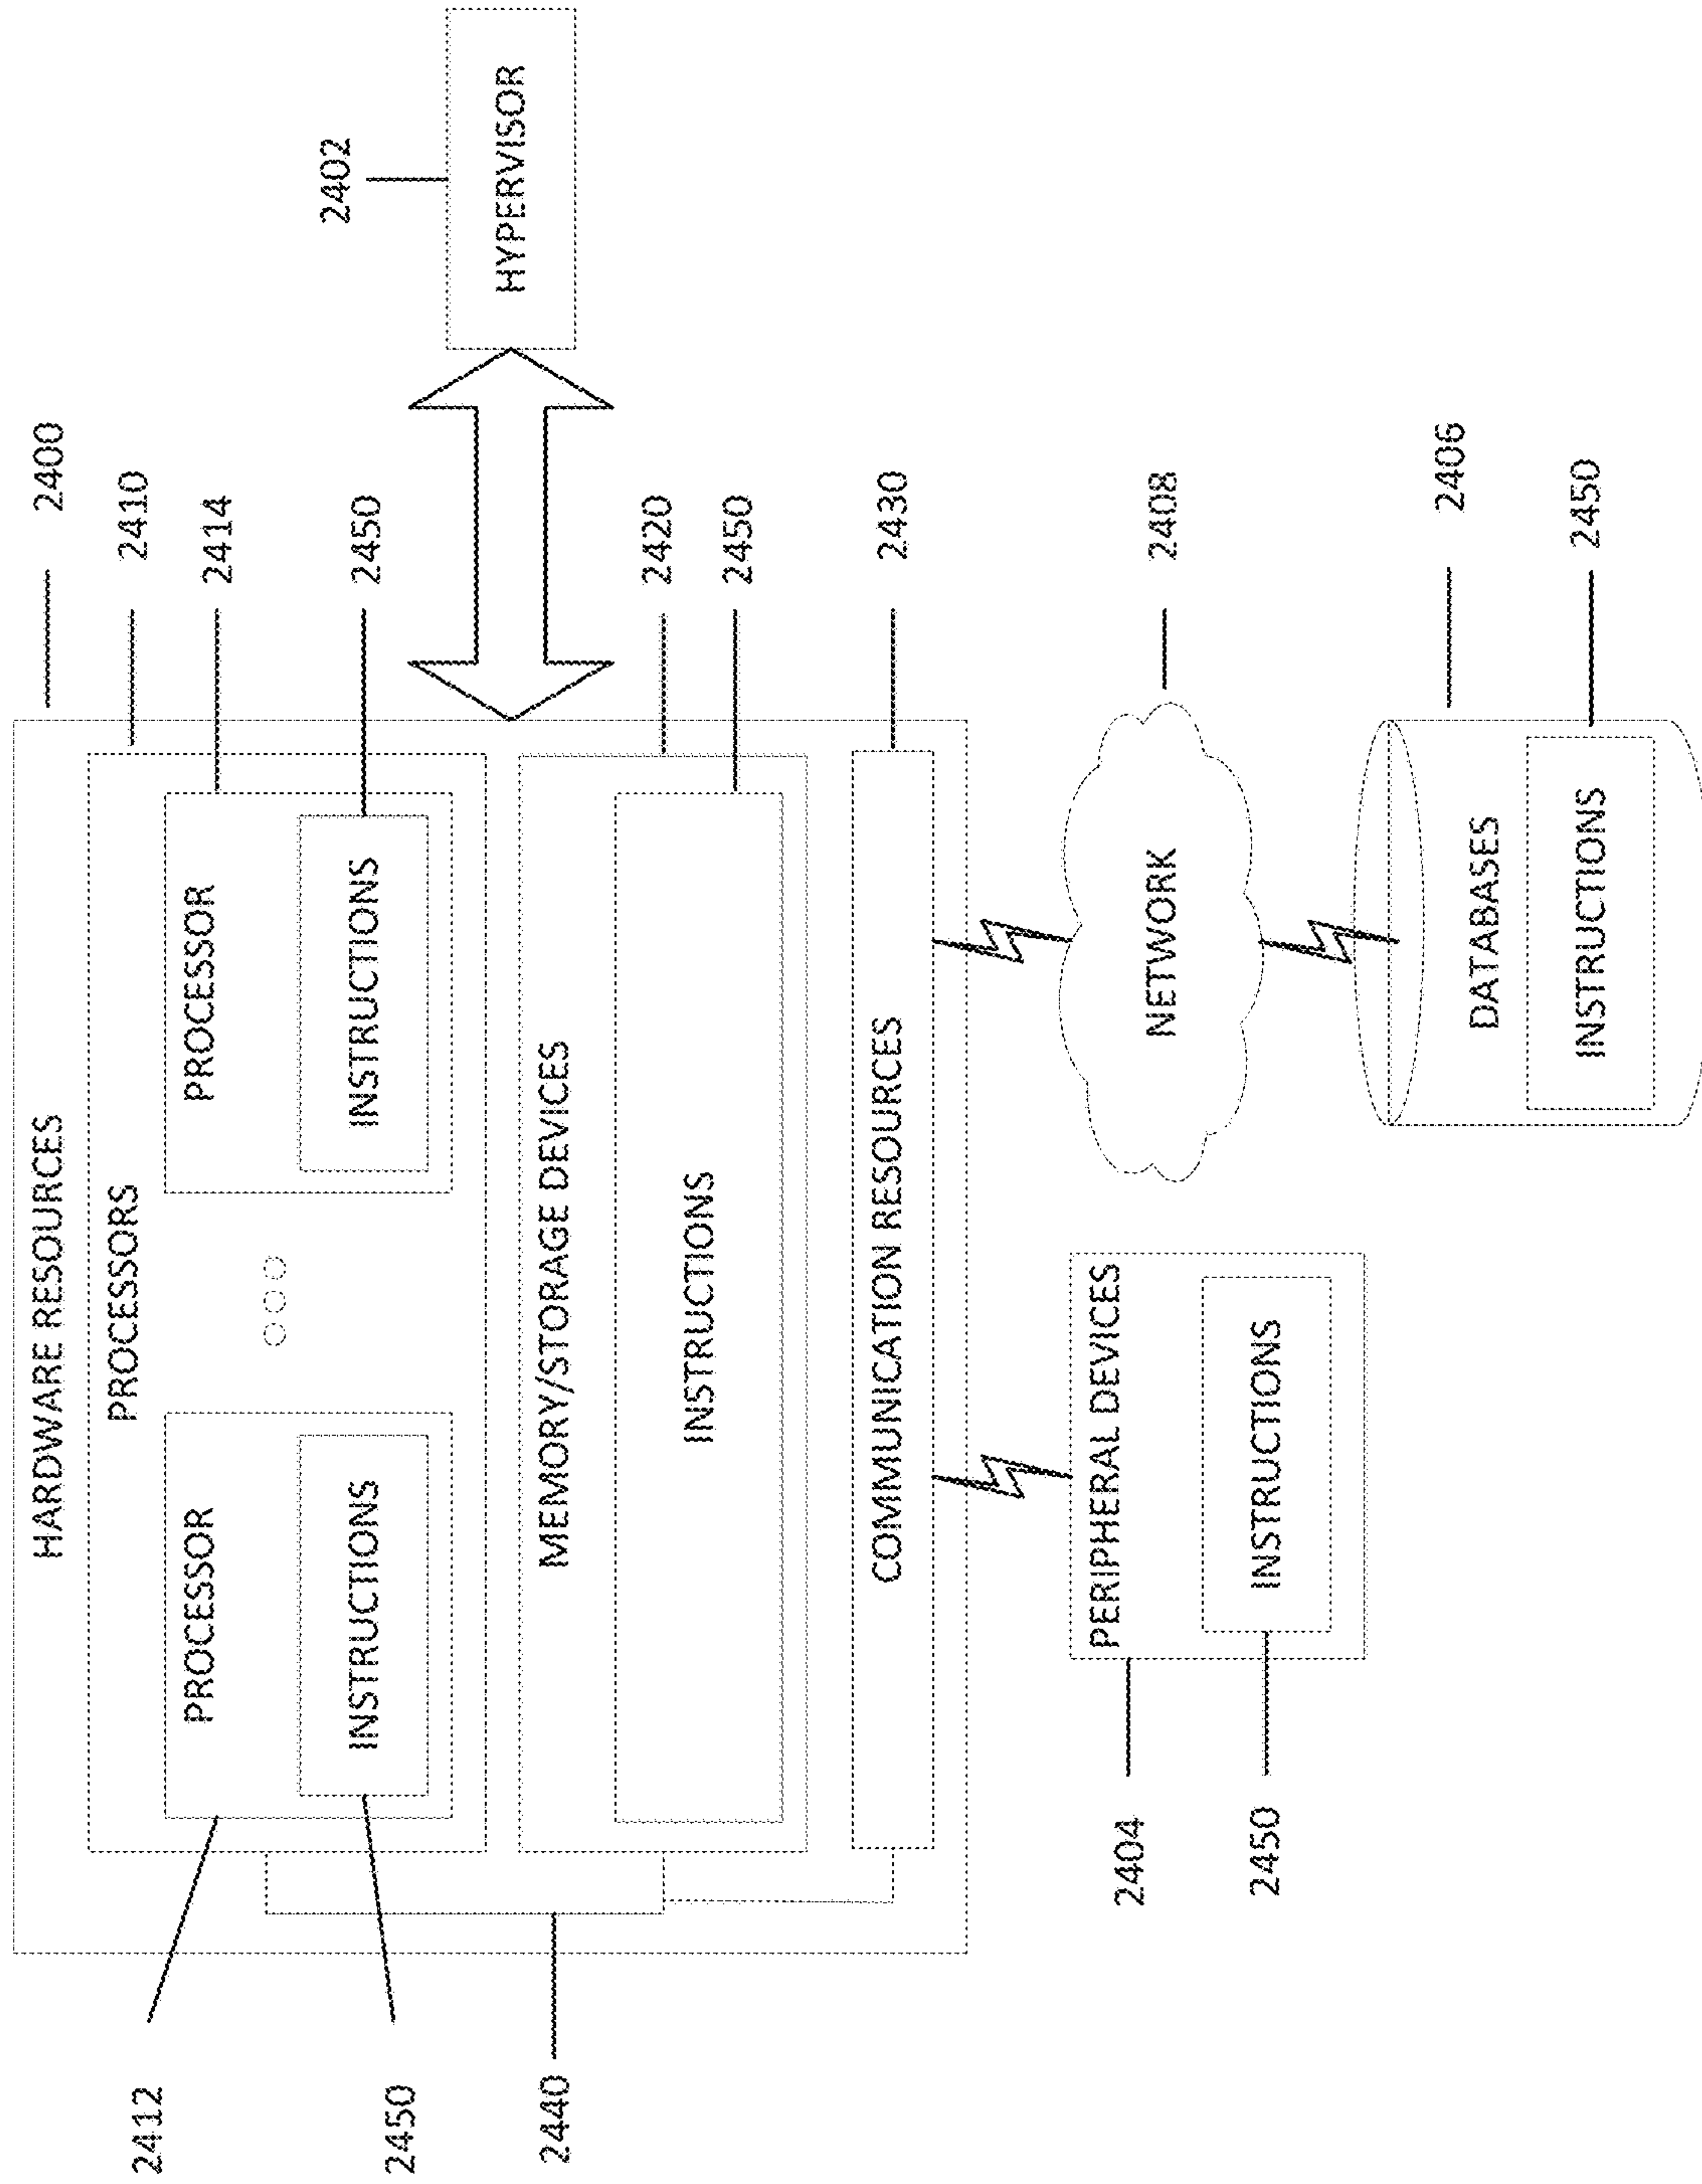 HARDWARE RESOURCES
2400
PROCESSORS
2410
2412
PROCESSOR
PROCESSOR
2414
2450
INSTRUCTIONS
INSTRUCTIONS
2450
2402
HYPERVISOR
2440
MEMORY/STORAGE DEVICES
2420
INSTRUCTIONS
2450
COMMUNICATION RESOURCES
2430
2404
PERIPHERAL DEVICES
2450
INSTRUCTIONS
NETWORK
2408
2406
DATABASES
INSTRUCTIONS
2450